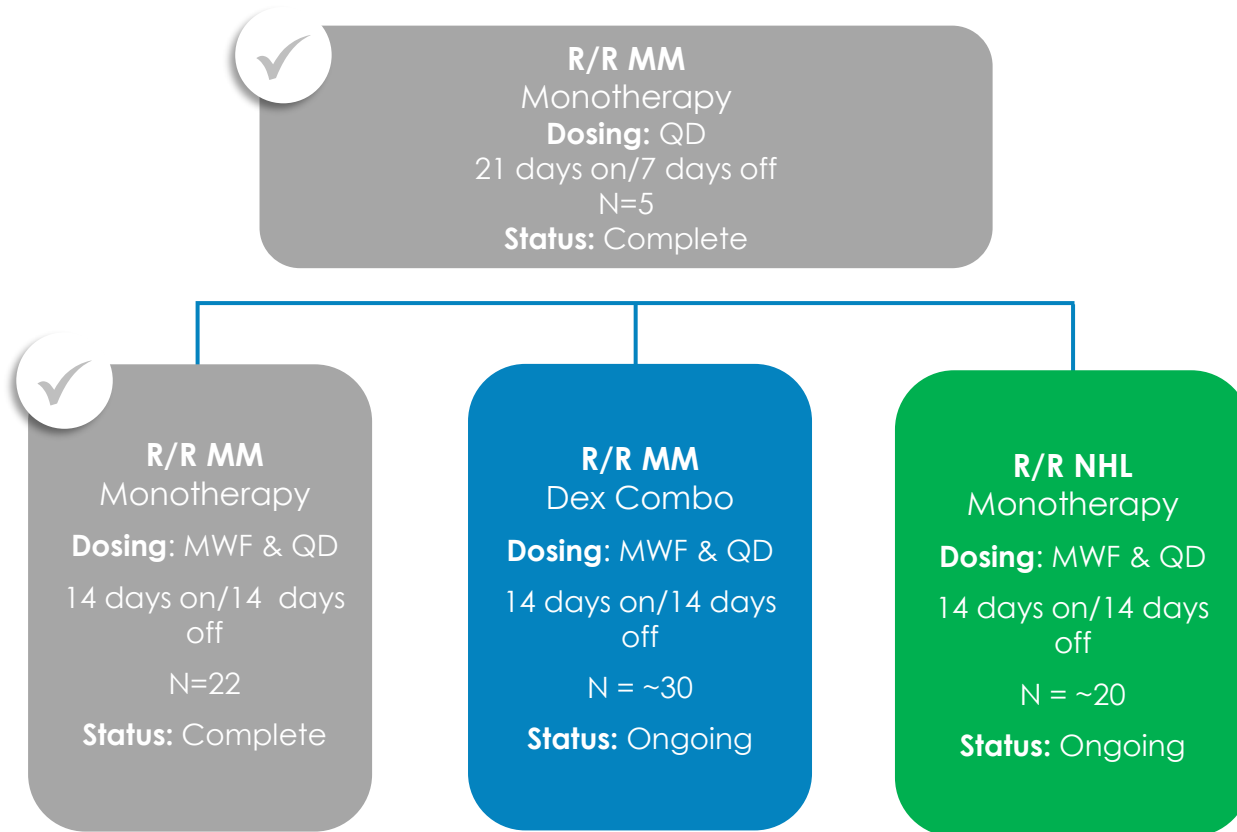 R/R MM
Monotherapy
Dosing: QD
21 days on/7 days off
N=5
Status: Complete
R/R MM
Monotherapy
Dosing: MWF & QD
14 days on/14 days
off
N=22
Status: Complete
R/R MM
Dex Combo
Dosing: MWF & QD
14 days on/14 days
off
N = ~30
Status: Ongoing
R/R NHL
Monotherapy
Dosing: MWF & QD
14 days on/14 days
off
N = ~20
Status: Ongoing